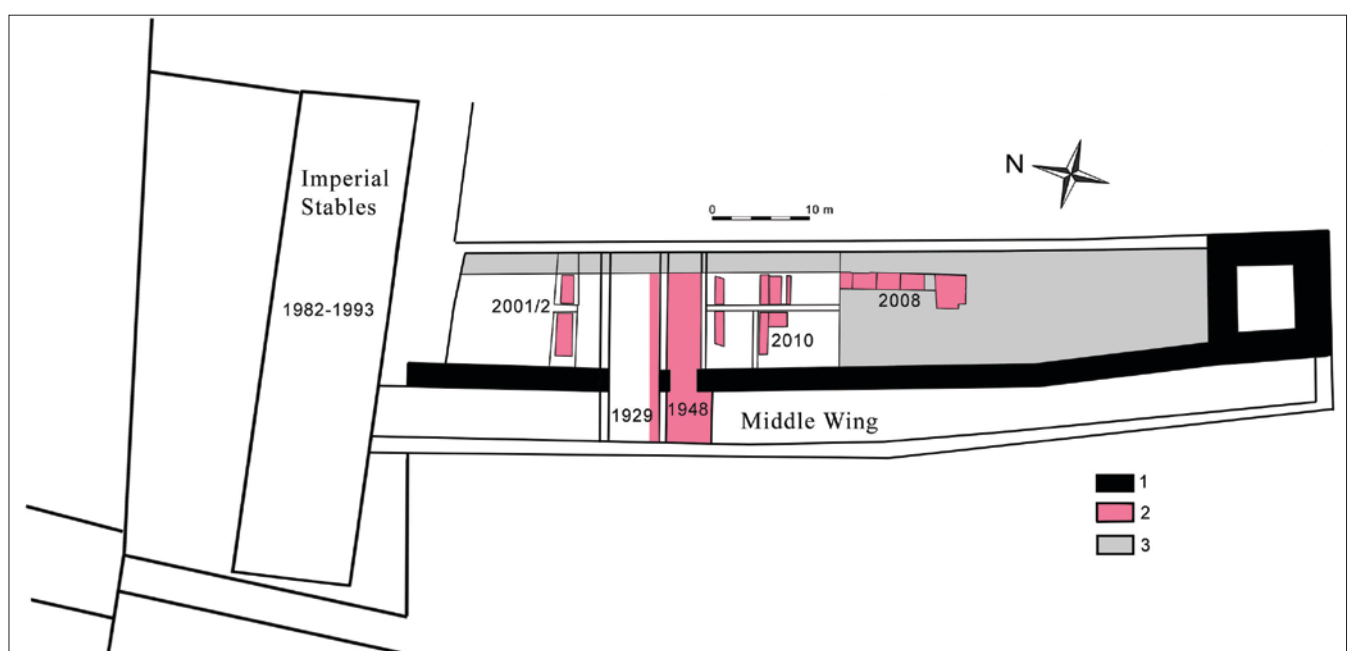 Imperial
Stables
1982-1993
N
0 10 m
2001/2
2008
2010
1929
1948
Middle Wing
1
2
3